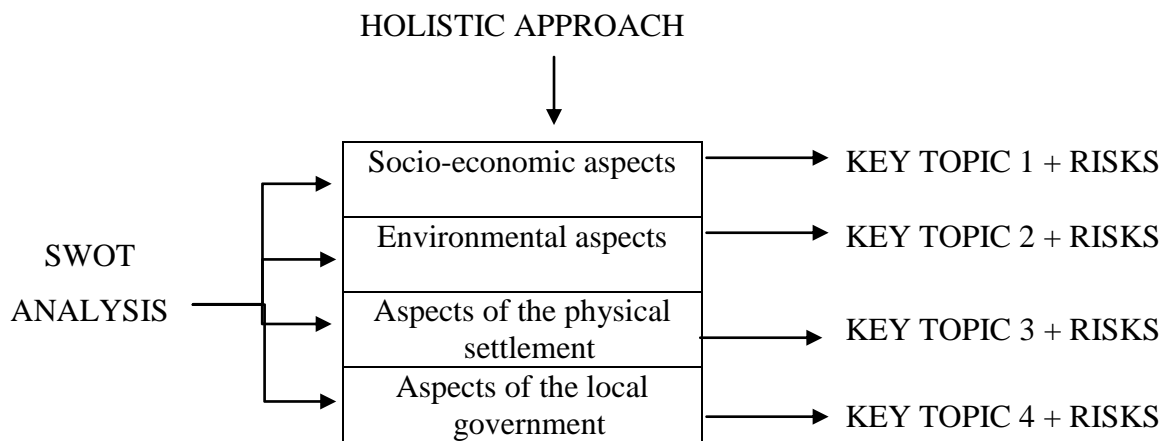 HOLISTIC APPROACH
Socio-economic aspects
KEY TOPIC 1 + RISKS
Environmental aspects
KEY TOPIC 2 + RISKS
SWOT
ANALYSIS
Aspects of the physical
settlement
KEY TOPIC 3 + RISKS
Aspects of the local
government
KEY TOPIC 4 + RISKS